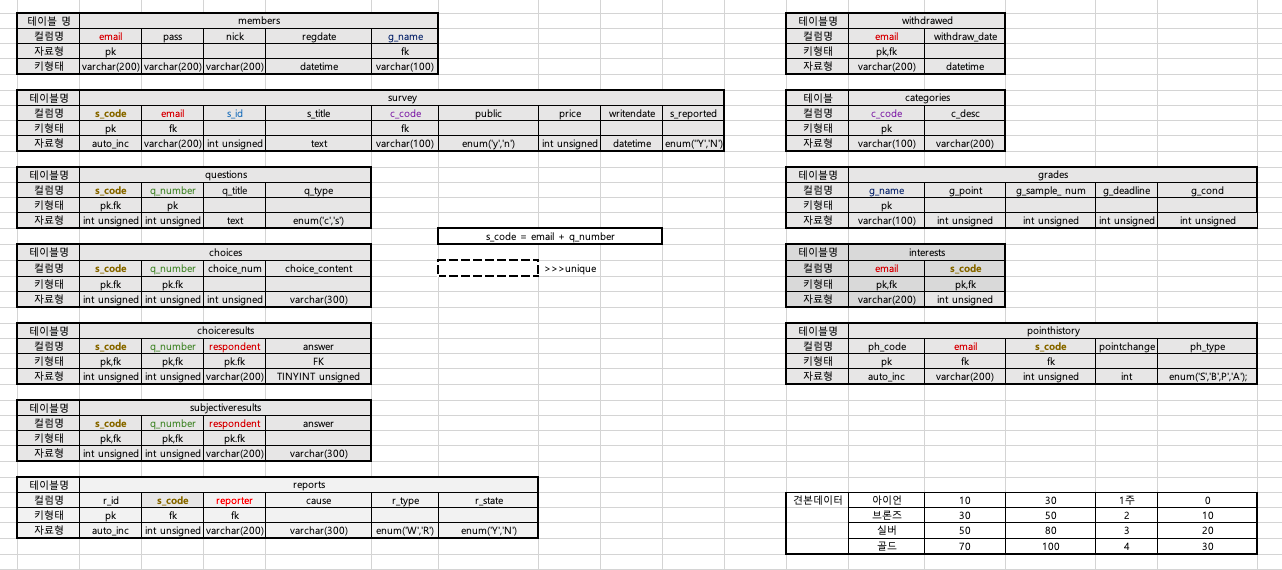 테이블 명 members
컬럼명 email pass nick regdate g_name
자료형 pk fk
키형태 varchar(200) varchar(200) varchar(200) datetime varchar(100)
테이블명 survey
컬럼명 s_code email s_id s_title c_code public price writendate s_reported
키형태 pk fk fk
자료형 auto_inc varchar(200) int unsigned text varchar(100) enum('y','n') int unsigned datetime enum("Y','N')
테이블명 questions
컬럼명 s_code q_number q_title q_type
키형태 pk.fk pk
자료형 int unsigned int unsigned text enum('c','s')
s_code = email + q_number
>>>unique
테이블명 choices
컬럼명 s_code q_number choice_num choice_content
키형태 pk,fk pk.fk
자료형 int unsigned int unsigned int unsigned varchar(300)
테이블명 choiceresults
컬럼명 s_code q_number respondent answer
키형태 pk,fk pk,fk pk.fk FK
자료형 int unsigned int unsigned varchar(200) TINYINT unsigned
테이블명 subjectiveresults
컬럼명 s_code q_number respondent answer
키형태 pk,fk pk,fk pk.fk
자료형 int unsigned int unsigned varchar(200) varchar(300)
테이블명 reports
컬럼명 r_id s_code reporter cause r_type r_state
키형태 pk fk fk
자료형 auto_inc int unsigned varchar(200) varchar(300) enum('W','R') enum('Y','N')
테이블명 withdrawed
컬럼명 email withdraw_date
키형태 pk,fk
자료형 varchar(200) datetime
테이블 categories
컬럼명 c_code c_desc
키형태 pk
자료형 varchar(100) varchar(200)
테이블명 grades
컬럼명 g_name g_point g_sample_ num g_deadline g_cond
키형태 pk
자료형 varchar(100) int unsigned int unsigned int unsigned int unsigned
테이블명 interests
컬럼명 email s_code
키형태 pk,fk pk,fk
자료형 varchar(200) int unsigned
테이블명 pointhistory
컬럼명 ph_code email s_code pointchange ph_type
키형태 pk fk fk
자료형 auto_inc varchar(200) int unsigned int enum('S','B',P','A');
견본데이터 아이언 10 30 1주 0
브론즈 30 50 2 10
실버 50 80 3 20
골드 70 100 4 30